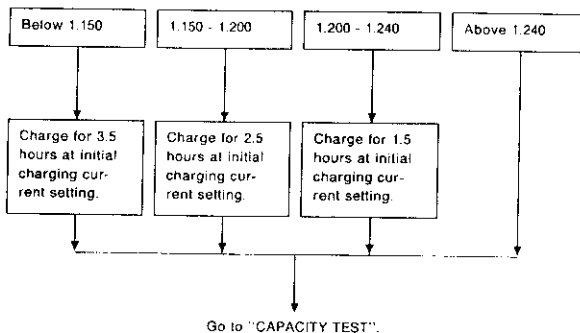 Below 1.150
1.150 - 1.200
1.200 - 1.240
Above 1.240
Charge for 3.5
hours at initial
charging cur-
rent setting.
Charge for 2.5
hours at initial
charging cur-
rent setting.
Charge for 1.5
hours at initial
charging cur-
rent setting.
Go to "CAPACITY TEST".